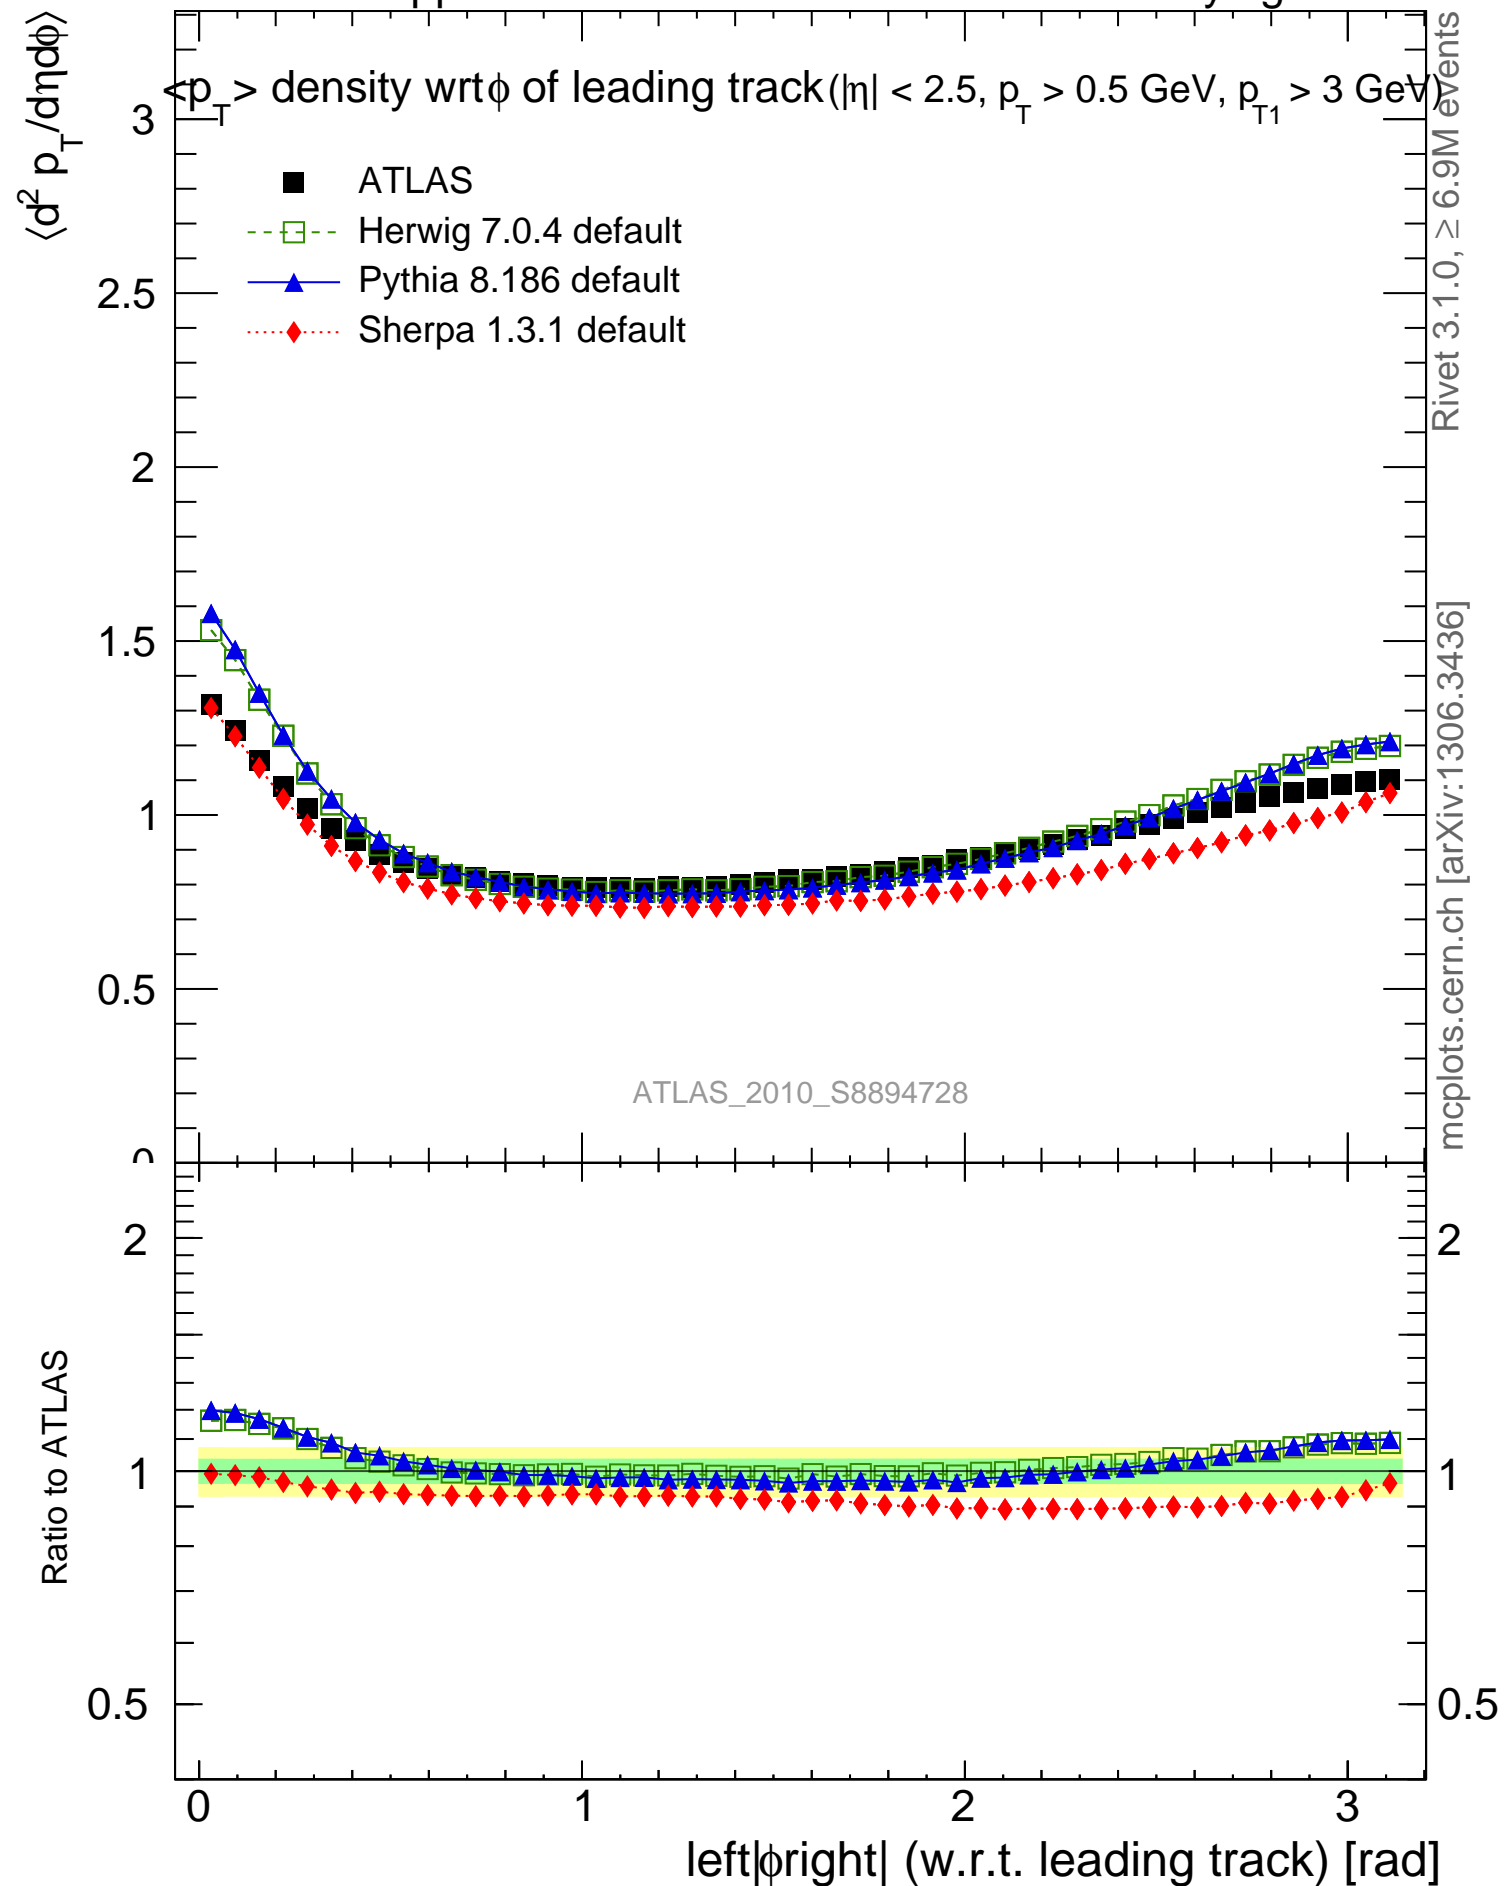 <p_T> density wrt ϕ of leading track (|η| < 2.5, p_T > 0.5 GeV, p_T1 > 3 GeV)
⟨d² p_T/dηdϕ⟩
ATLAS
Herwig 7.0.4 default
Pythia 8.186 default
Sherpa 1.3.1 default
3
2.5
2
1.5
1
0.5
0
ATLAS_2010_S8894728
Rivet 3.1.0, ≥ 6.9M events
mcplots.cern.ch [arXiv:1306.3436]
Ratio to ATLAS
2
1
0.5
2
1
0.5
0 1 2 3
left|ϕright| (w.r.t. leading track) [rad]